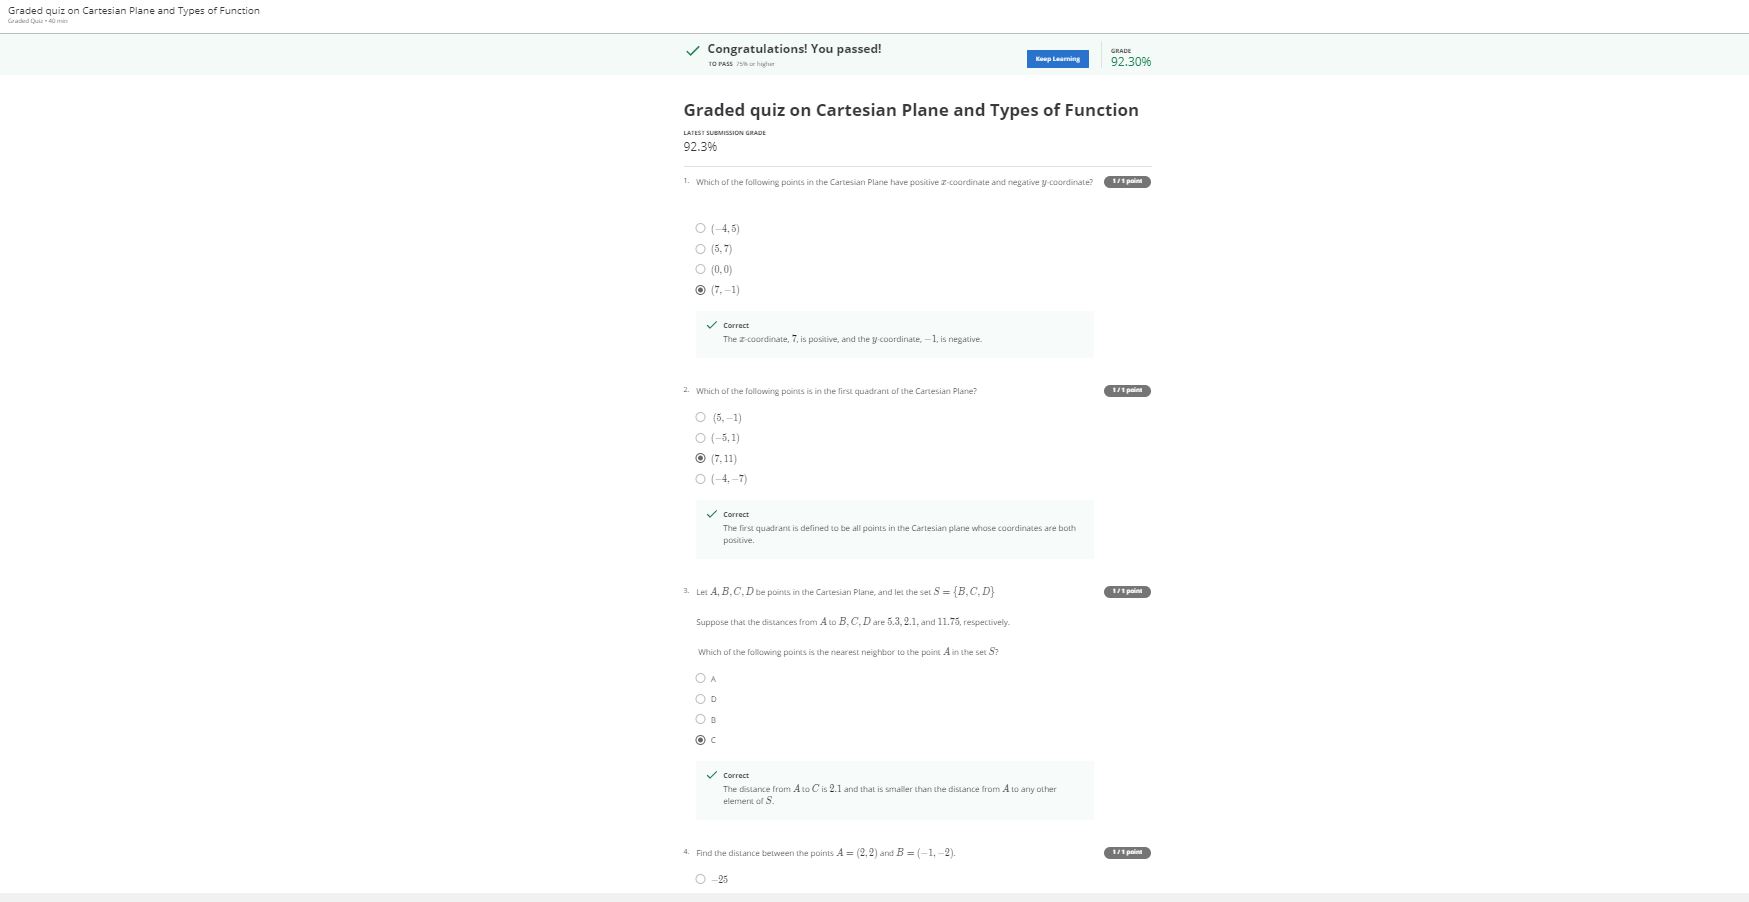 Graded quiz on Cartesian Plane and Types of Function
Graded Quiz • 40 min
Congratulations! You passed!
TO PASS 75% or higher
Keep Learning
GRADE
92.30%
Graded quiz on Cartesian Plane and Types of Function
LATEST SUBMISSION GRADE
92.3%
1. Which of the following points in the Cartesian Plane have positive x-coordinate and negative y-coordinate? 1 / 1 point
(−4, 5)
(5, 7)
(0, 0)
(7, −1)
Correct
The x-coordinate, 7, is positive, and the y-coordinate, −1, is negative.
2. Which of the following points is in the first quadrant of the Cartesian Plane? 1 / 1 point
(5, −1)
(−5, 1)
(7, 11)
(−4, −7)
Correct
The first quadrant is defined to be all points in the Cartesian plane whose coordinates are both
positive.
3. Let A, B, C, D be points in the Cartesian Plane, and let the set S = {B, C, D} 1 / 1 point
Suppose that the distances from A to B, C, D are 5.3, 2.1, and 11.75, respectively.
Which of the following points is the nearest neighbor to the point A in the set S?
A
D
B
C
Correct
The distance from A to C is 2.1 and that is smaller than the distance from A to any other
element of S.
4. Find the distance between the points A = (2, 2) and B = (−1, −2). 1 / 1 point
−25